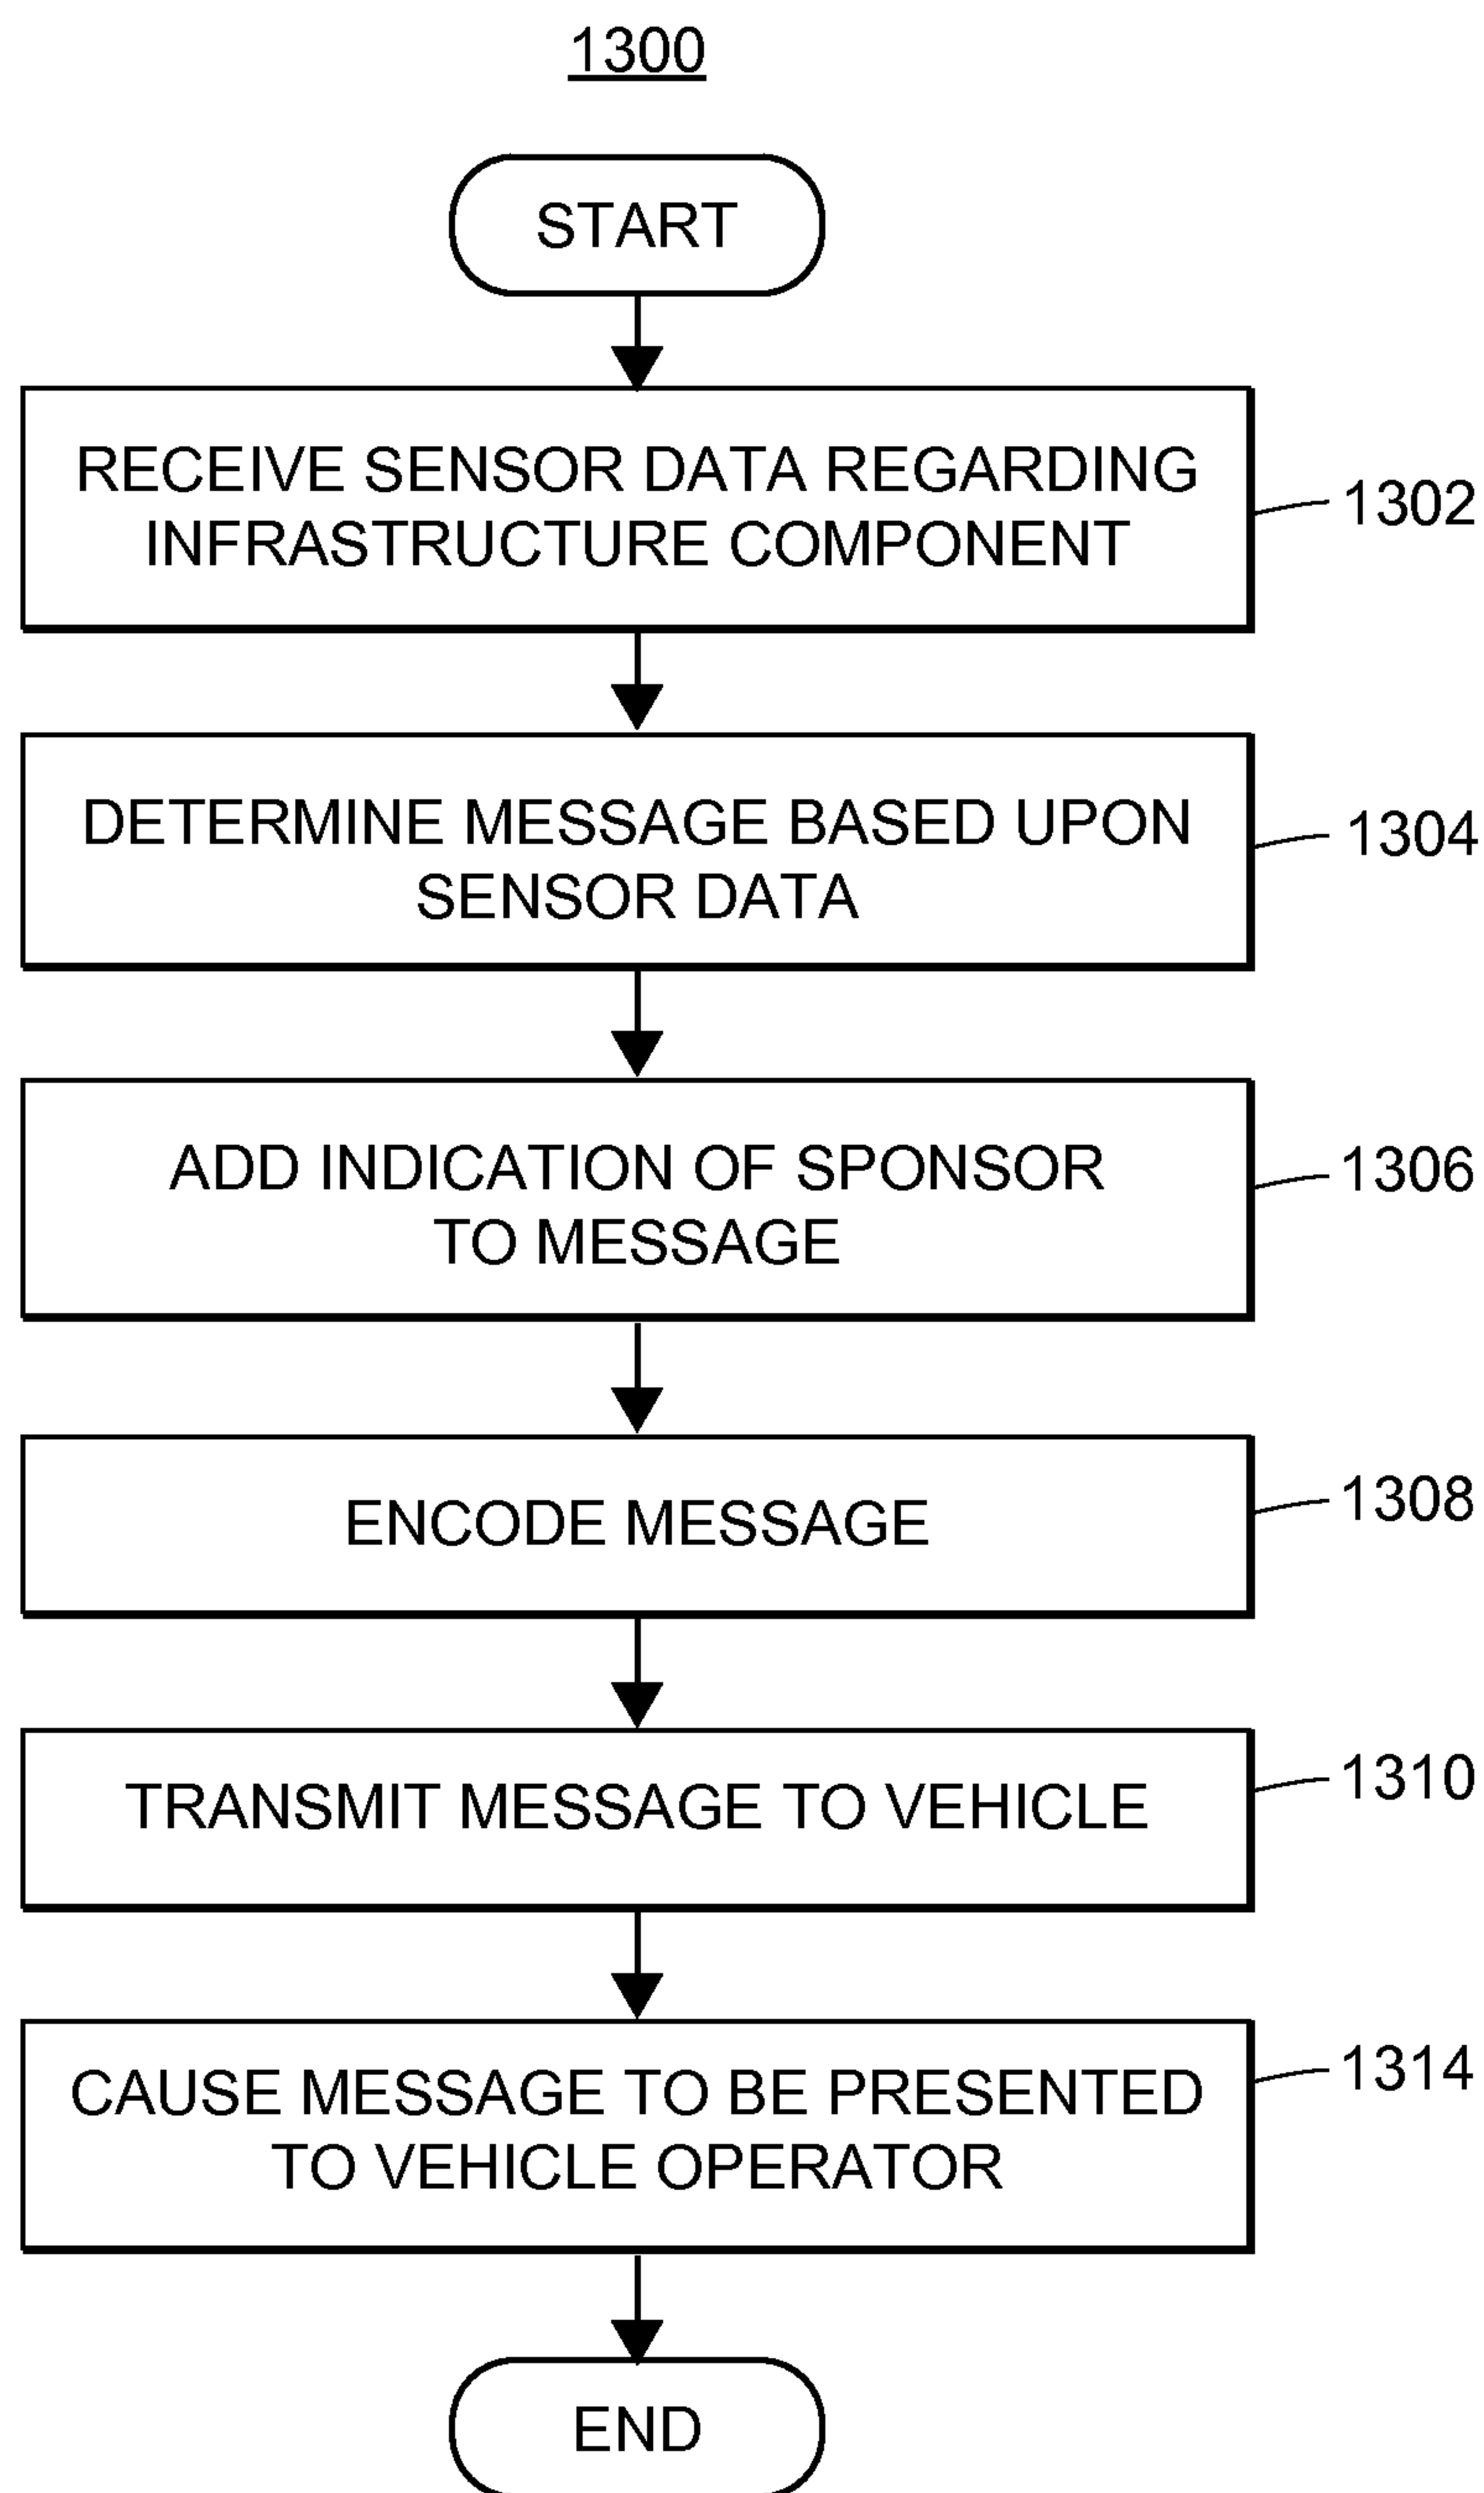 1300
START
RECEIVE SENSOR DATA REGARDING
INFRASTRUCTURE COMPONENT
1302
DETERMINE MESSAGE BASED UPON
SENSOR DATA
1304
ADD INDICATION OF SPONSOR
TO MESSAGE
1306
ENCODE MESSAGE
1308
TRANSMIT MESSAGE TO VEHICLE
1310
CAUSE MESSAGE TO BE PRESENTED
TO VEHICLE OPERATOR
1314
END